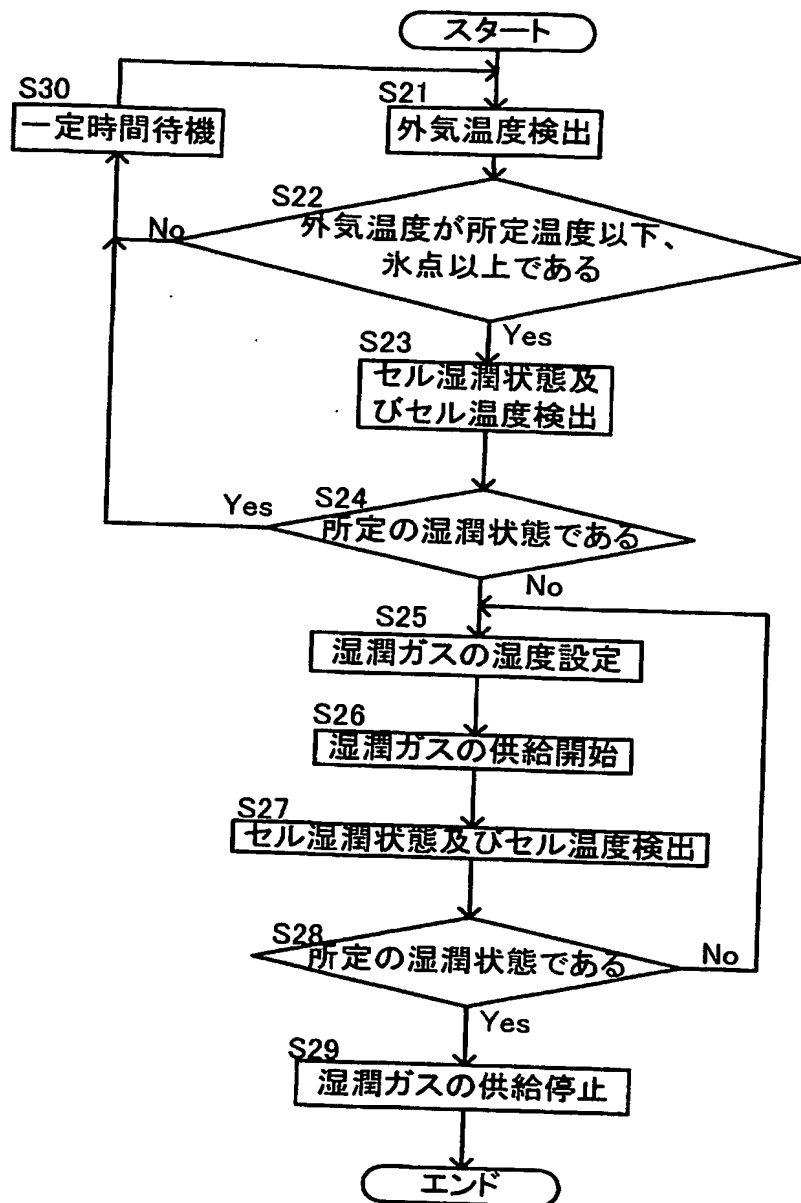 スタート
S30
一定時間待機
S21
外気温度検出
S22
No
外気温度が所定温度以下、
氷点以上である
Yes
S23
セル湿潤状態及
びセル温度検出
Yes
S24
所定の湿潤状態である
No
S25
湿潤ガスの湿度設定
S26
湿潤ガスの供給開始
S27
セル湿潤状態及びセル温度検出
S28
所定の湿潤状態である
No
Yes
S29
湿潤ガスの供給停止
エンド